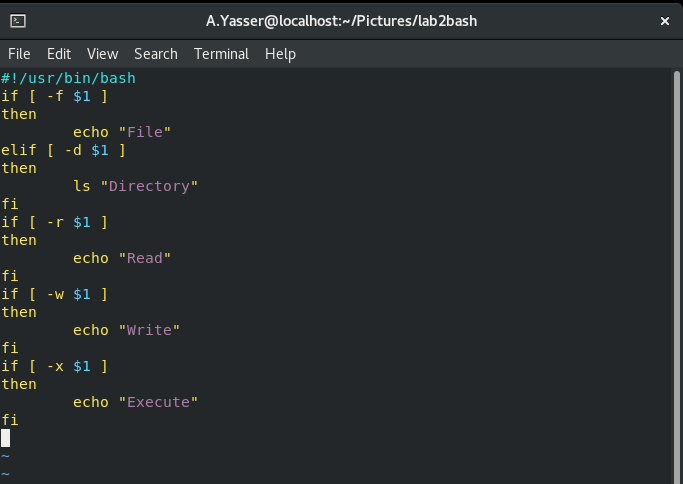 A.Yasser@localhost:~/Pictures/lab2bash
File Edit View Search Terminal Help
#!/usr/bin/bash
if [ -f $1 ]
then
        echo "File"
elif [ -d $1 ]
then
        ls "Directory"
fi
if [ -r $1 ]
then
        echo "Read"
fi
if [ -w $1 ]
then
        echo "Write"
fi
if [ -x $1 ]
then
        echo "Execute"
fi
~
~